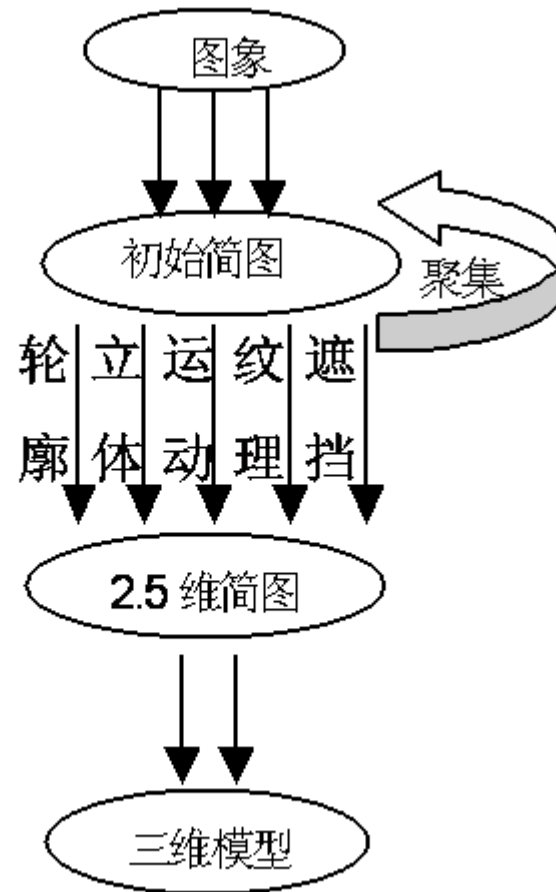 图象
初始简图
聚集
轮立运纹遮
廓体动理挡
2.5 维简图
三维模型